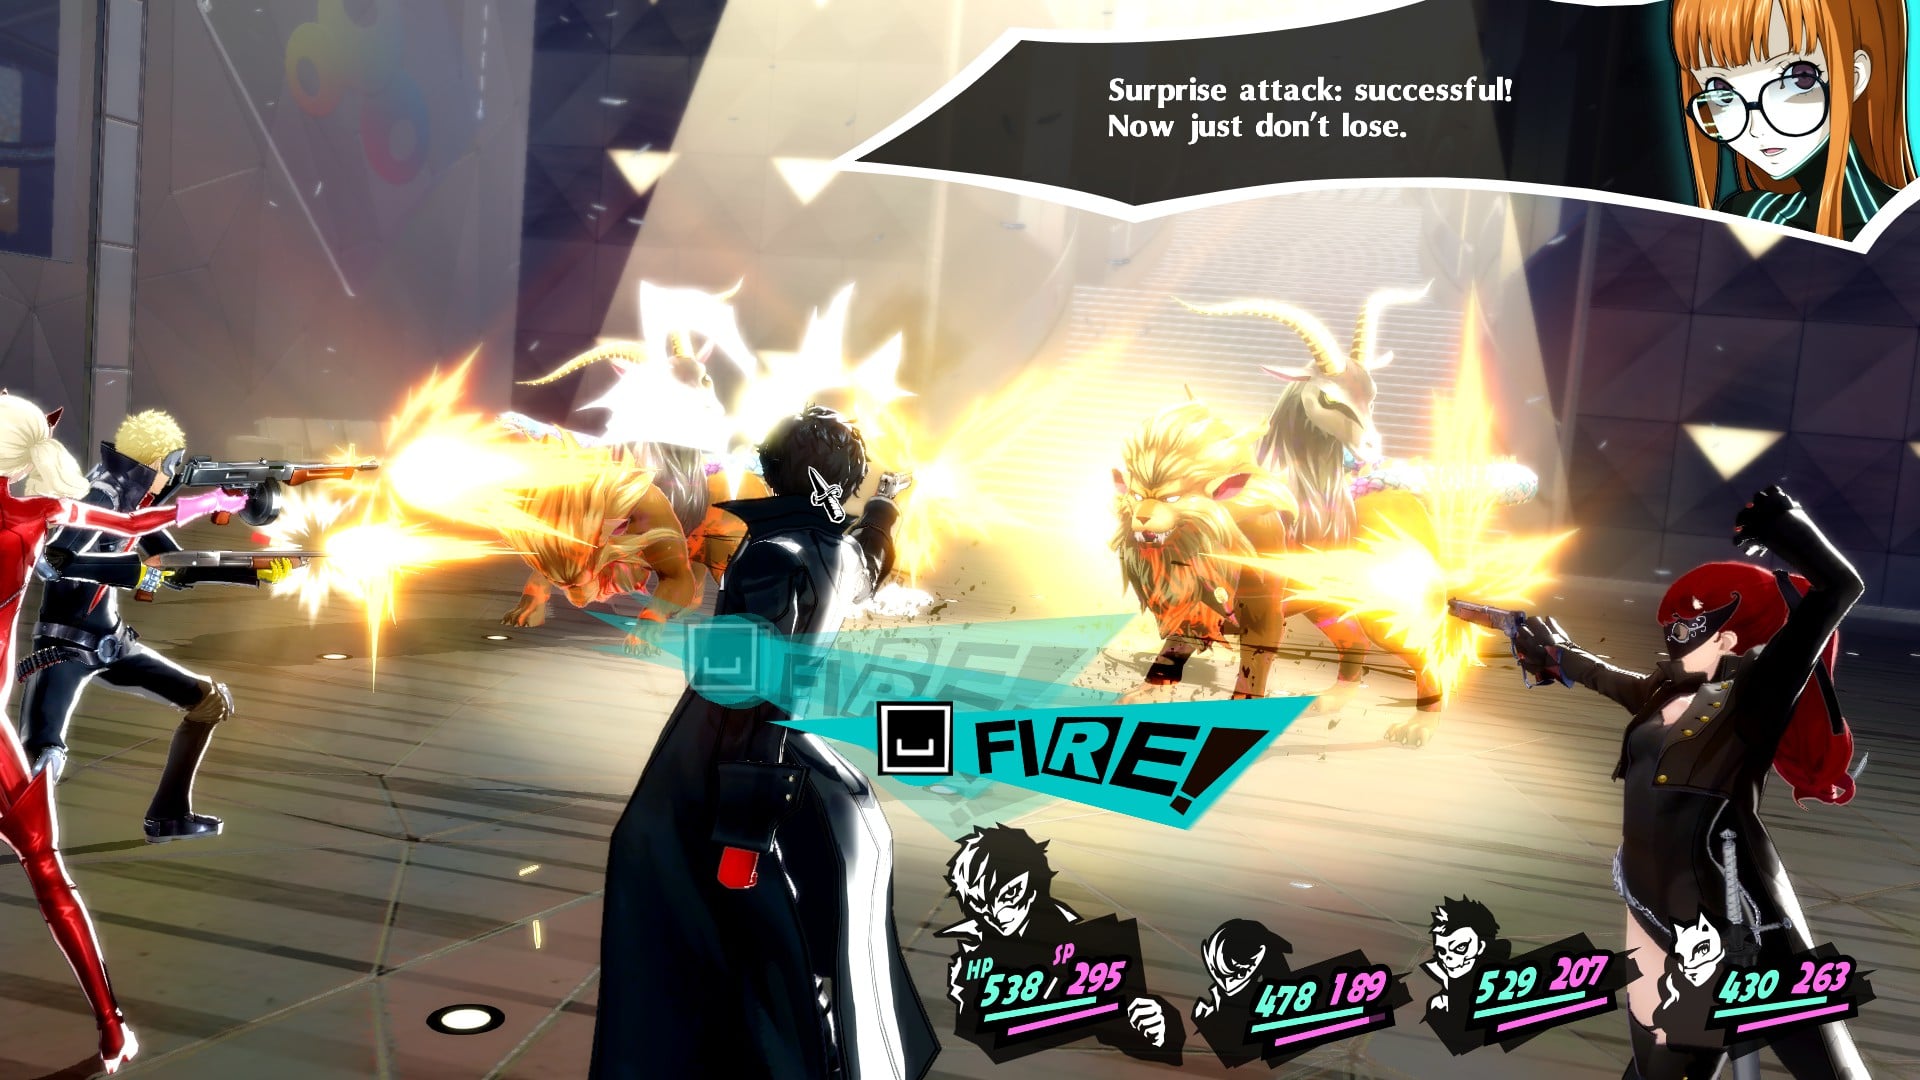 Surprise attack: successful!
Now just don't lose.
FIRE!
FIRE!
HP 538/ SP 295
478 189
529 207
430 263